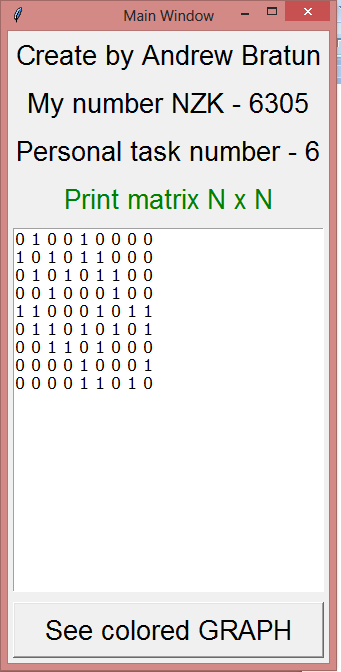 Main Window
Create by Andrew Bratun
My number NZK - 6305
Personal task number - 6
Print matrix N x N
0 1 0 0 1 0 0 0 0
1 0 1 0 1 1 0 0 0
0 1 0 1 0 1 1 0 0
0 0 1 0 0 0 1 0 0
1 1 0 0 0 1 0 1 1
0 1 1 0 1 0 1 0 1
0 0 1 1 0 1 0 0 0
0 0 0 0 1 0 0 0 1
0 0 0 0 1 1 0 1 0
See colored GRAPH